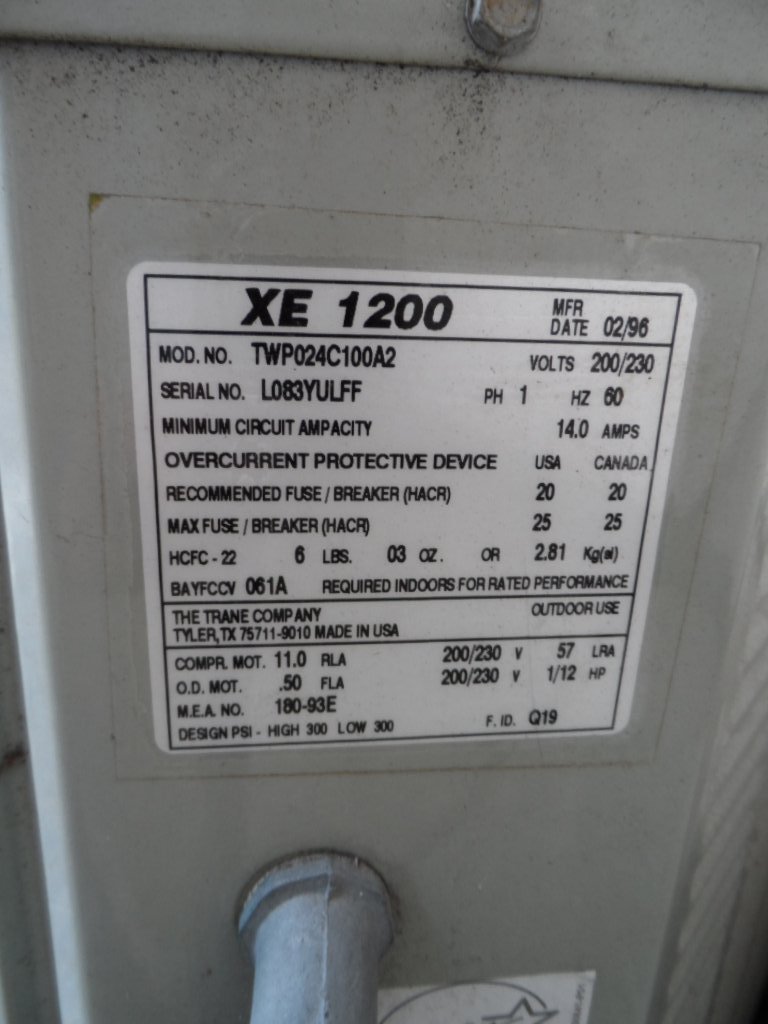 XE 1200
MFR
DATE 02/96
MOD. NO. TWP024C100A2 VOLTS 200/230
SERIAL NO. L083YULFF PH 1 HZ 60
MINIMUM CIRCUIT AMPACITY 14.0 AMPS
OVERCURRENT PROTECTIVE DEVICE USA CANADA
RECOMMENDED FUSE / BREAKER (HACR) 20 20
MAX FUSE / BREAKER (HACR) 25 25
HCFC - 22 6 LBS. 03 OZ. OR 2.81 Kg(al)
BAYFCCV 061A REQUIRED INDOORS FOR RATED PERFORMANCE
THE TRANE COMPANY OUTDOOR USE
TYLER, TX 75711-9010 MADE IN USA
COMPR. MOT. 11.0 RLA 200/230 V 57 LRA
O.D. MOT. .50 FLA 200/230 V 1/12 HP
M.E.A. NO. 180-93E
DESIGN PSI - HIGH 300 LOW 300 F. ID. Q19